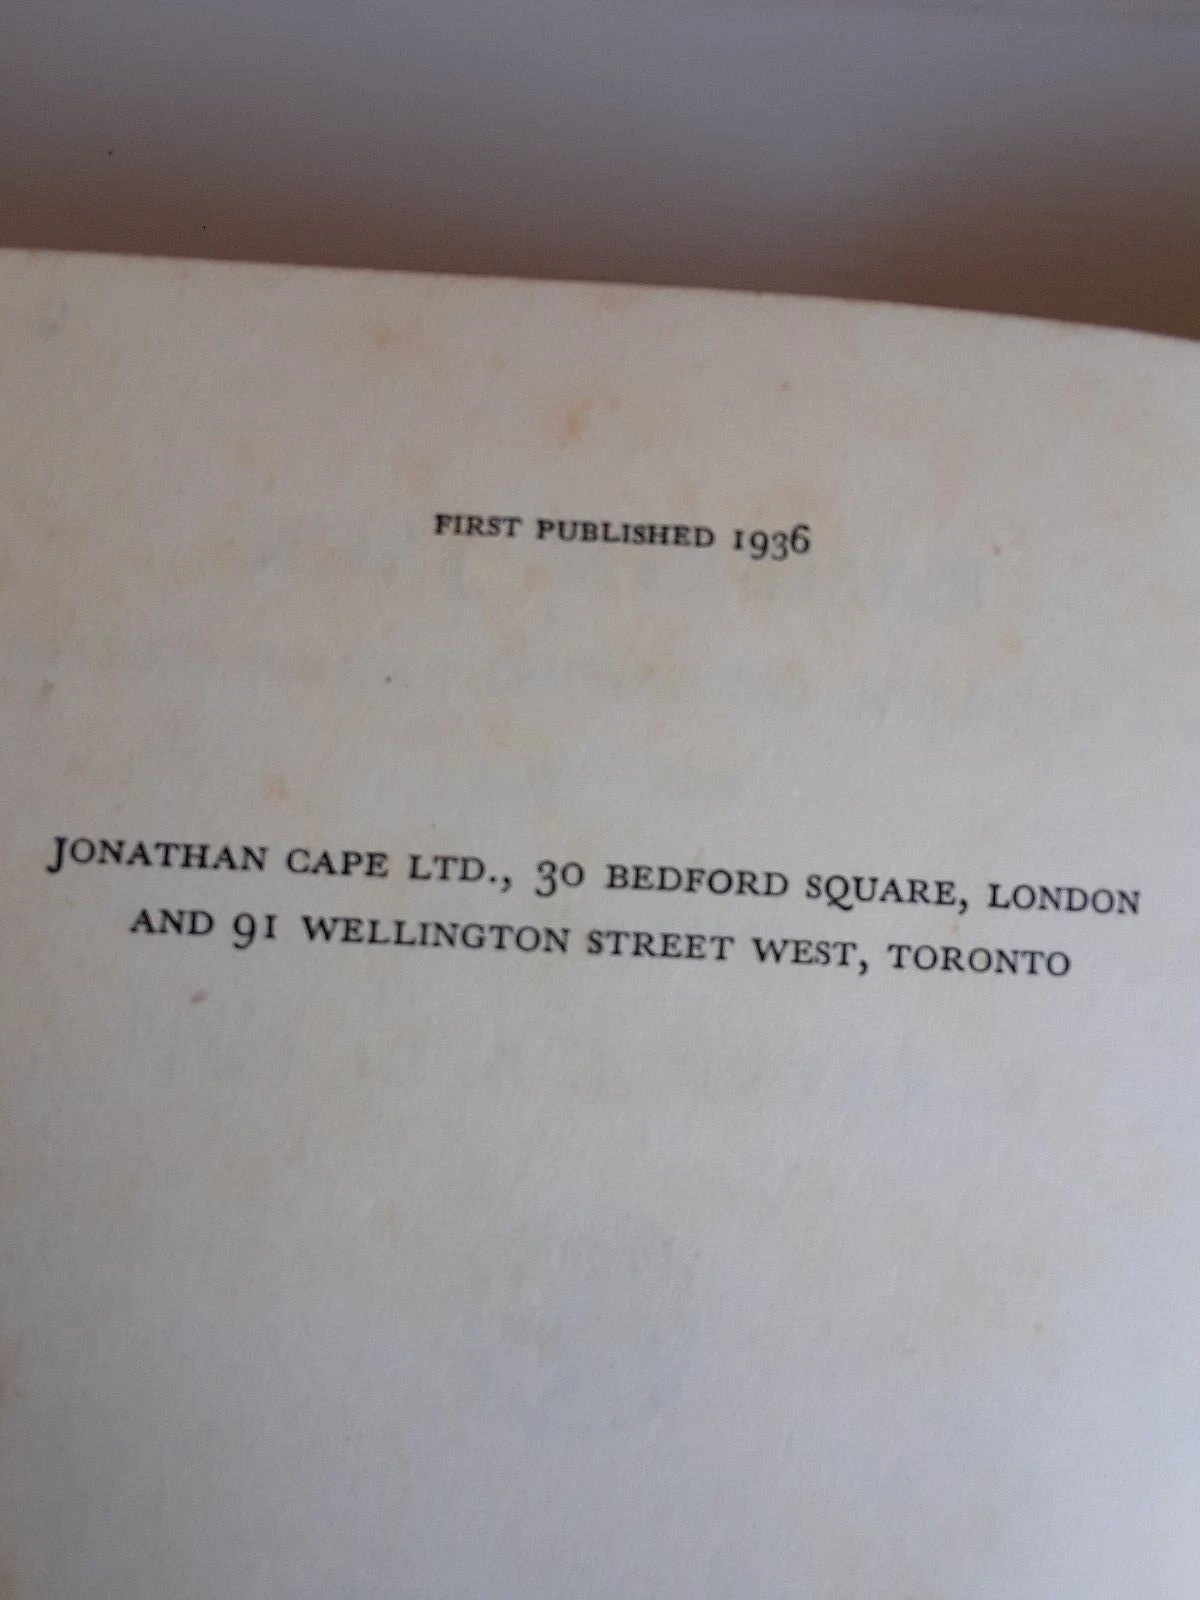 FIRST PUBLISHED 1936
JONATHAN CAPE LTD., 30 BEDFORD SQUARE, LONDON
AND 91 WELLINGTON STREET WEST, TORONTO